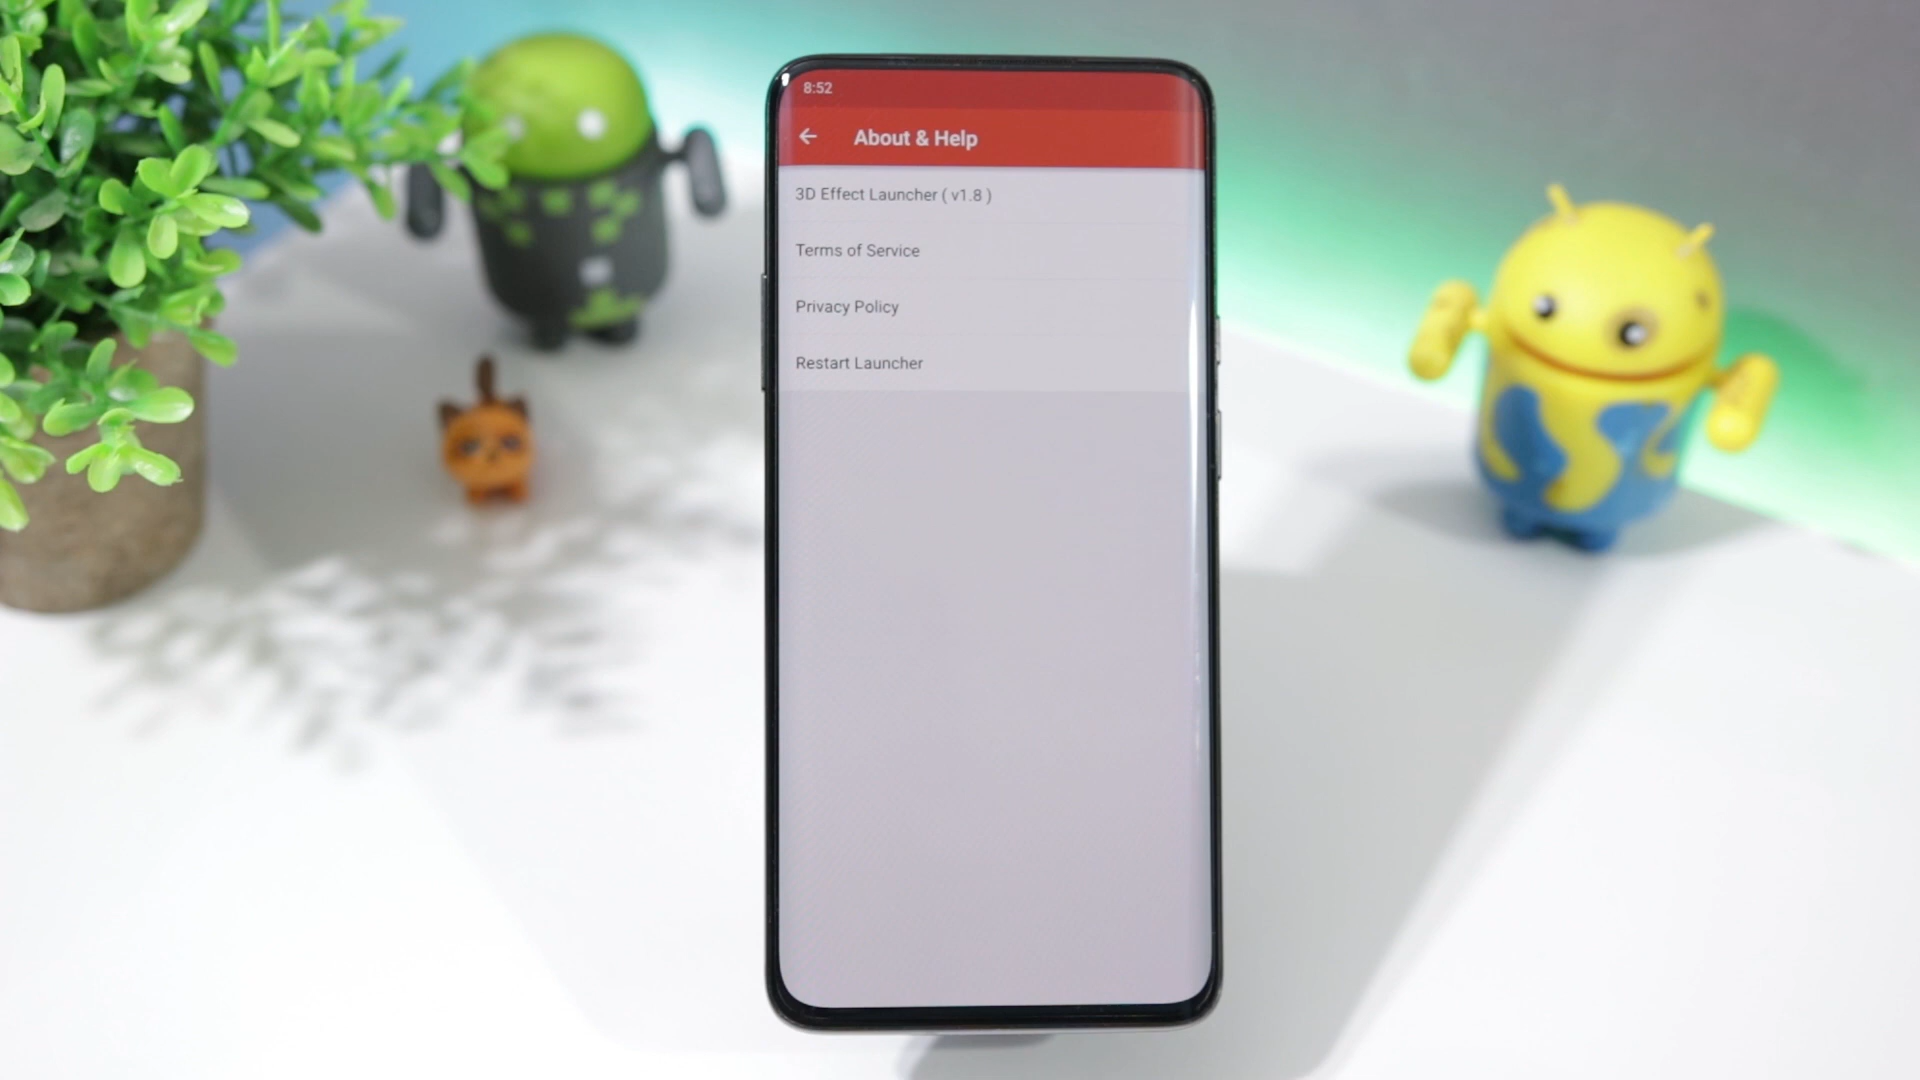 8:52
About & Help
3D Effect Launcher ( v1.8 )
Terms of Service
Privacy Policy
Restart Launcher